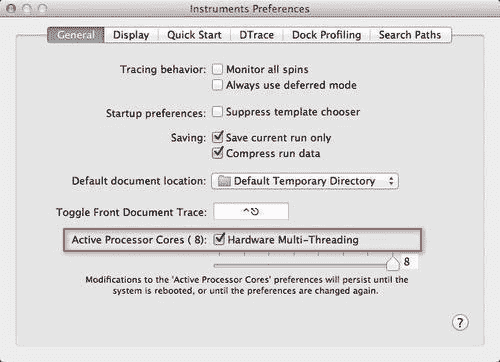 Instruments Preferences
General Display Quick Start DTrace Dock Profiling Search Paths
Tracing behavior: Monitor all spins
Always use deferred mode
Startup preferences: Suppress template chooser
Saving: Save current run only
Compress run data
Default document location: Default Temporary Directory
Toggle Front Document Trace: ^⎋
Active Processor Cores ( 8): Hardware Multi-Threading
8
Modifications to the 'Active Processor Cores' preferences will persist until the
system is rebooted, or until the preferences are changed again.
?